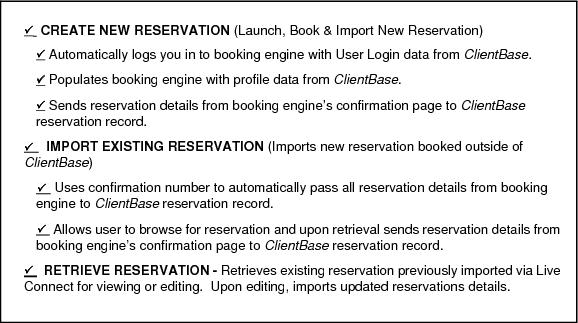 ✓ CREATE NEW RESERVATION (Launch, Book & Import New Reservation)
✓ Automatically logs you in to booking engine with User Login data from ClientBase.
✓ Populates booking engine with profile data from ClientBase.
✓ Sends reservation details from booking engine's confirmation page to ClientBase
reservation record.
✓ IMPORT EXISTING RESERVATION (Imports new reservation booked outside of
ClientBase)
✓ Uses confirmation number to automatically pass all reservation details from booking
engine to ClientBase reservation record.
✓ Allows user to browse for reservation and upon retrieval sends reservation details from
booking engine's confirmation page to ClientBase reservation record.
✓ RETRIEVE RESERVATION - Retrieves existing reservation previously imported via Live
Connect for viewing or editing.  Upon editing, imports updated reservations details.